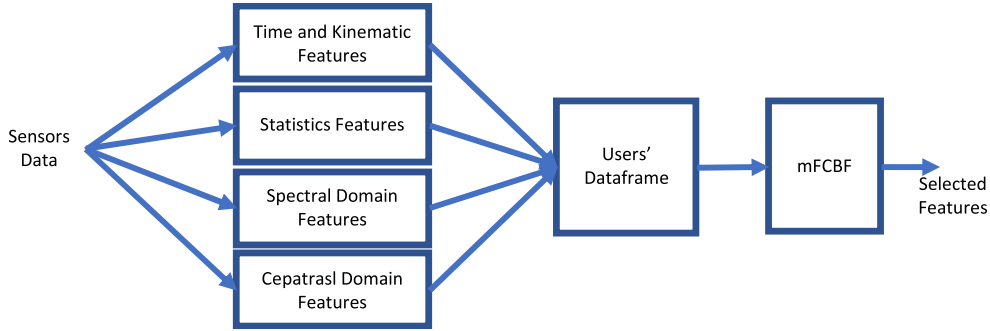 Sensors
Data
Time and Kinematic
Features
Statistics Features
Spectral Domain
Features
Cepatrasl Domain
Features
Users’
Dataframe
mFCBF
Selected
Features